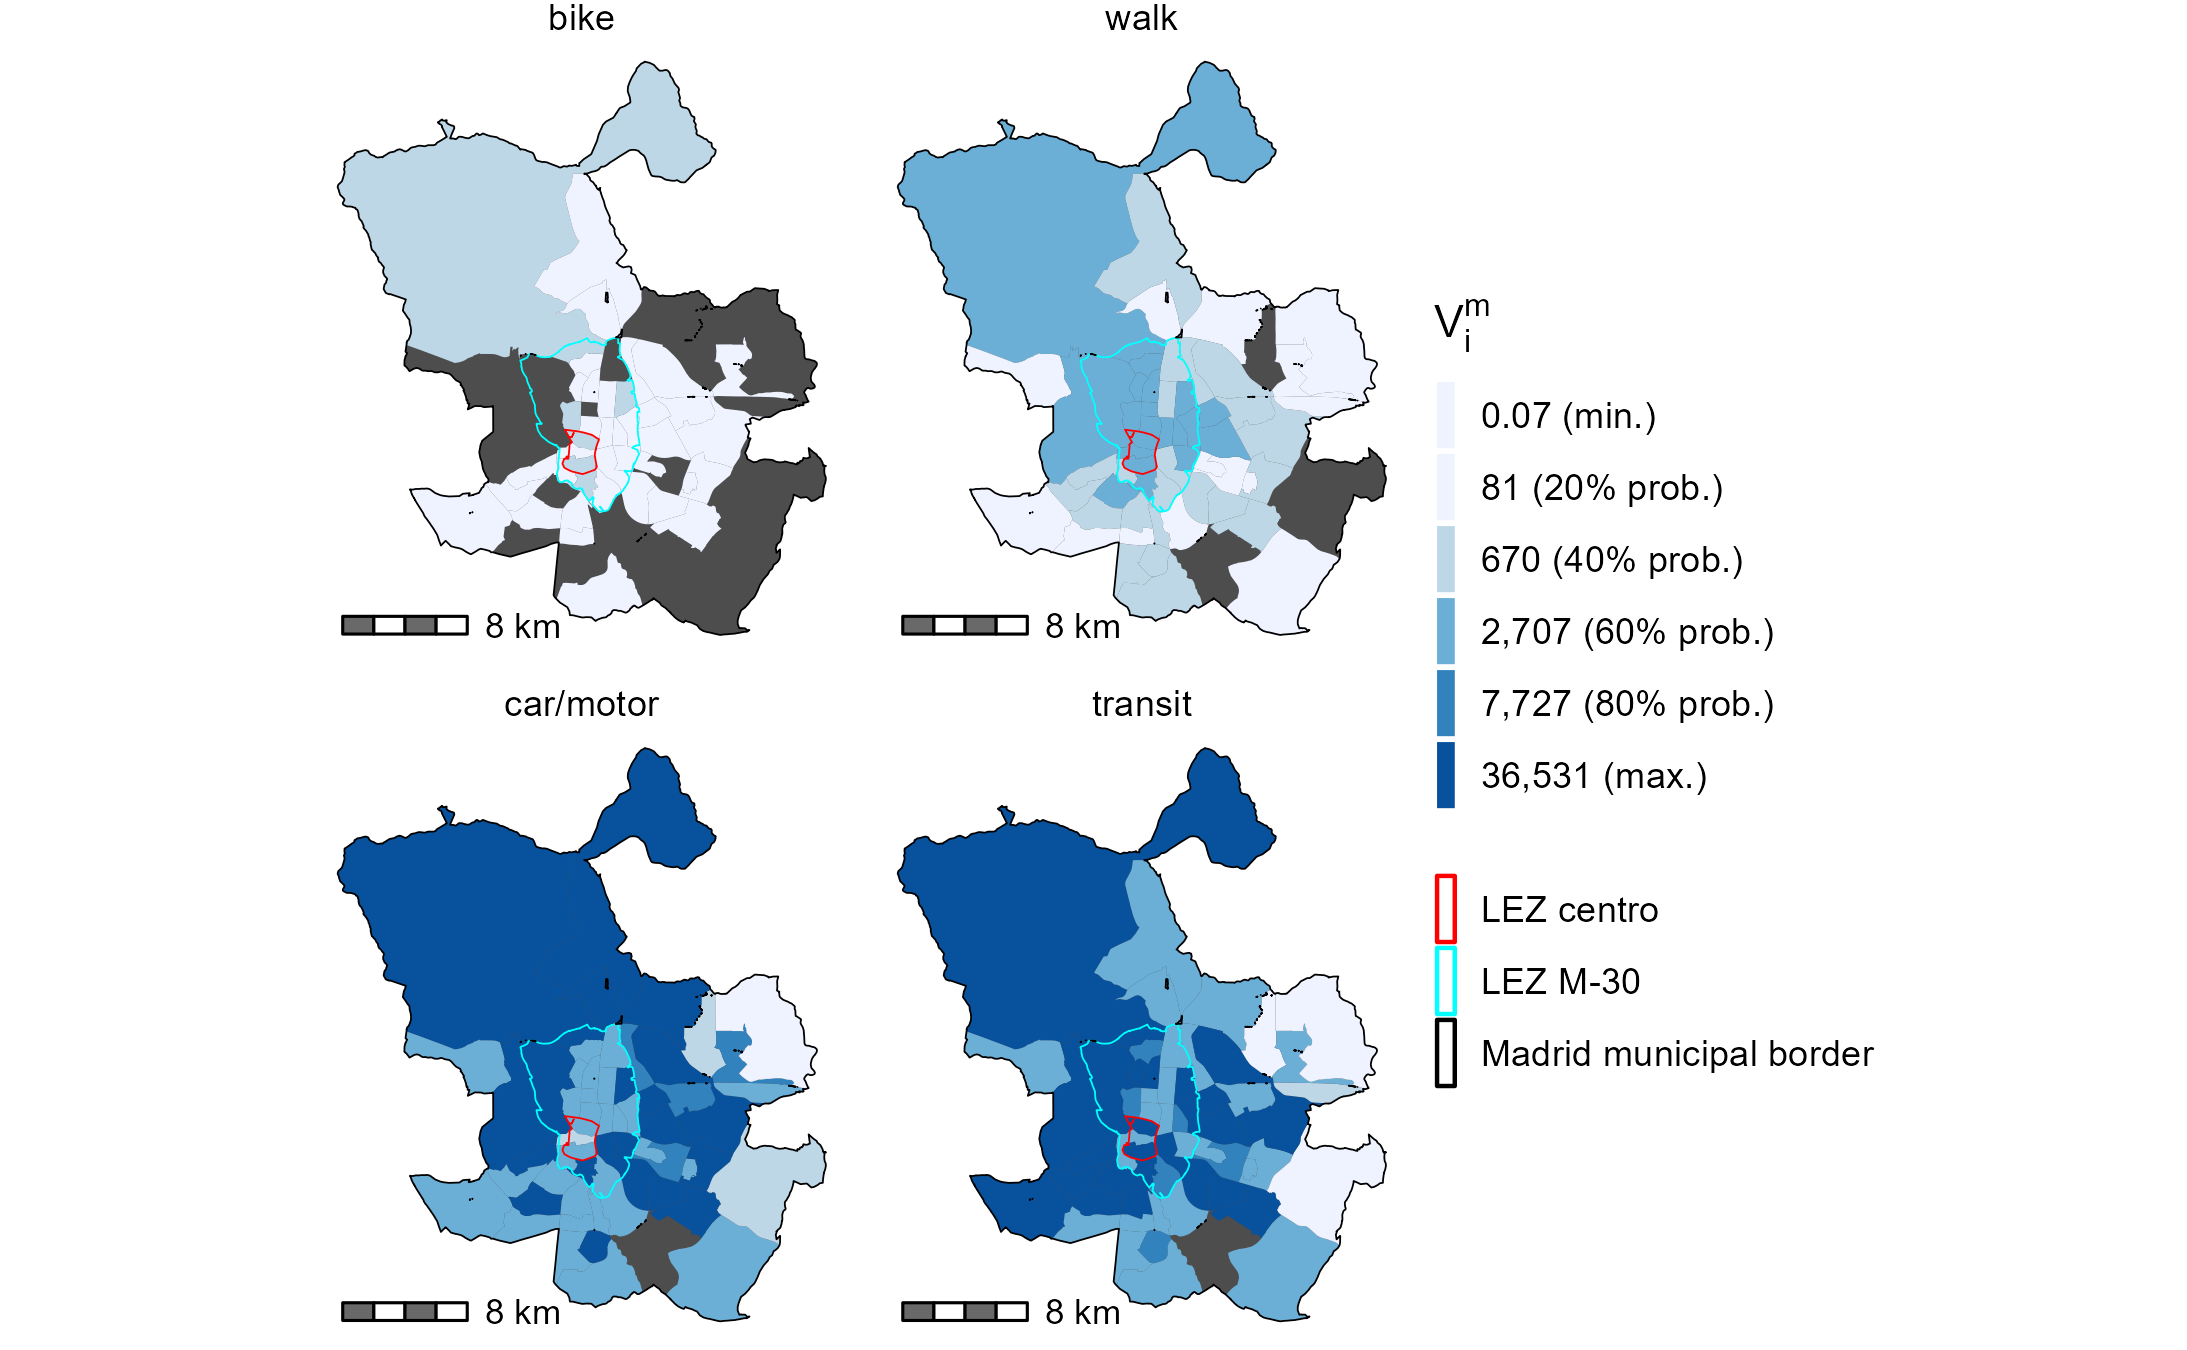 bike
walk
8 km
8 km
car/motor
transit
8 km
8 km
V_i^m
0.07 (min.)
81 (20% prob.)
670 (40% prob.)
2,707 (60% prob.)
7,727 (80% prob.)
36,531 (max.)
LEZ centro
LEZ M-30
Madrid municipal border